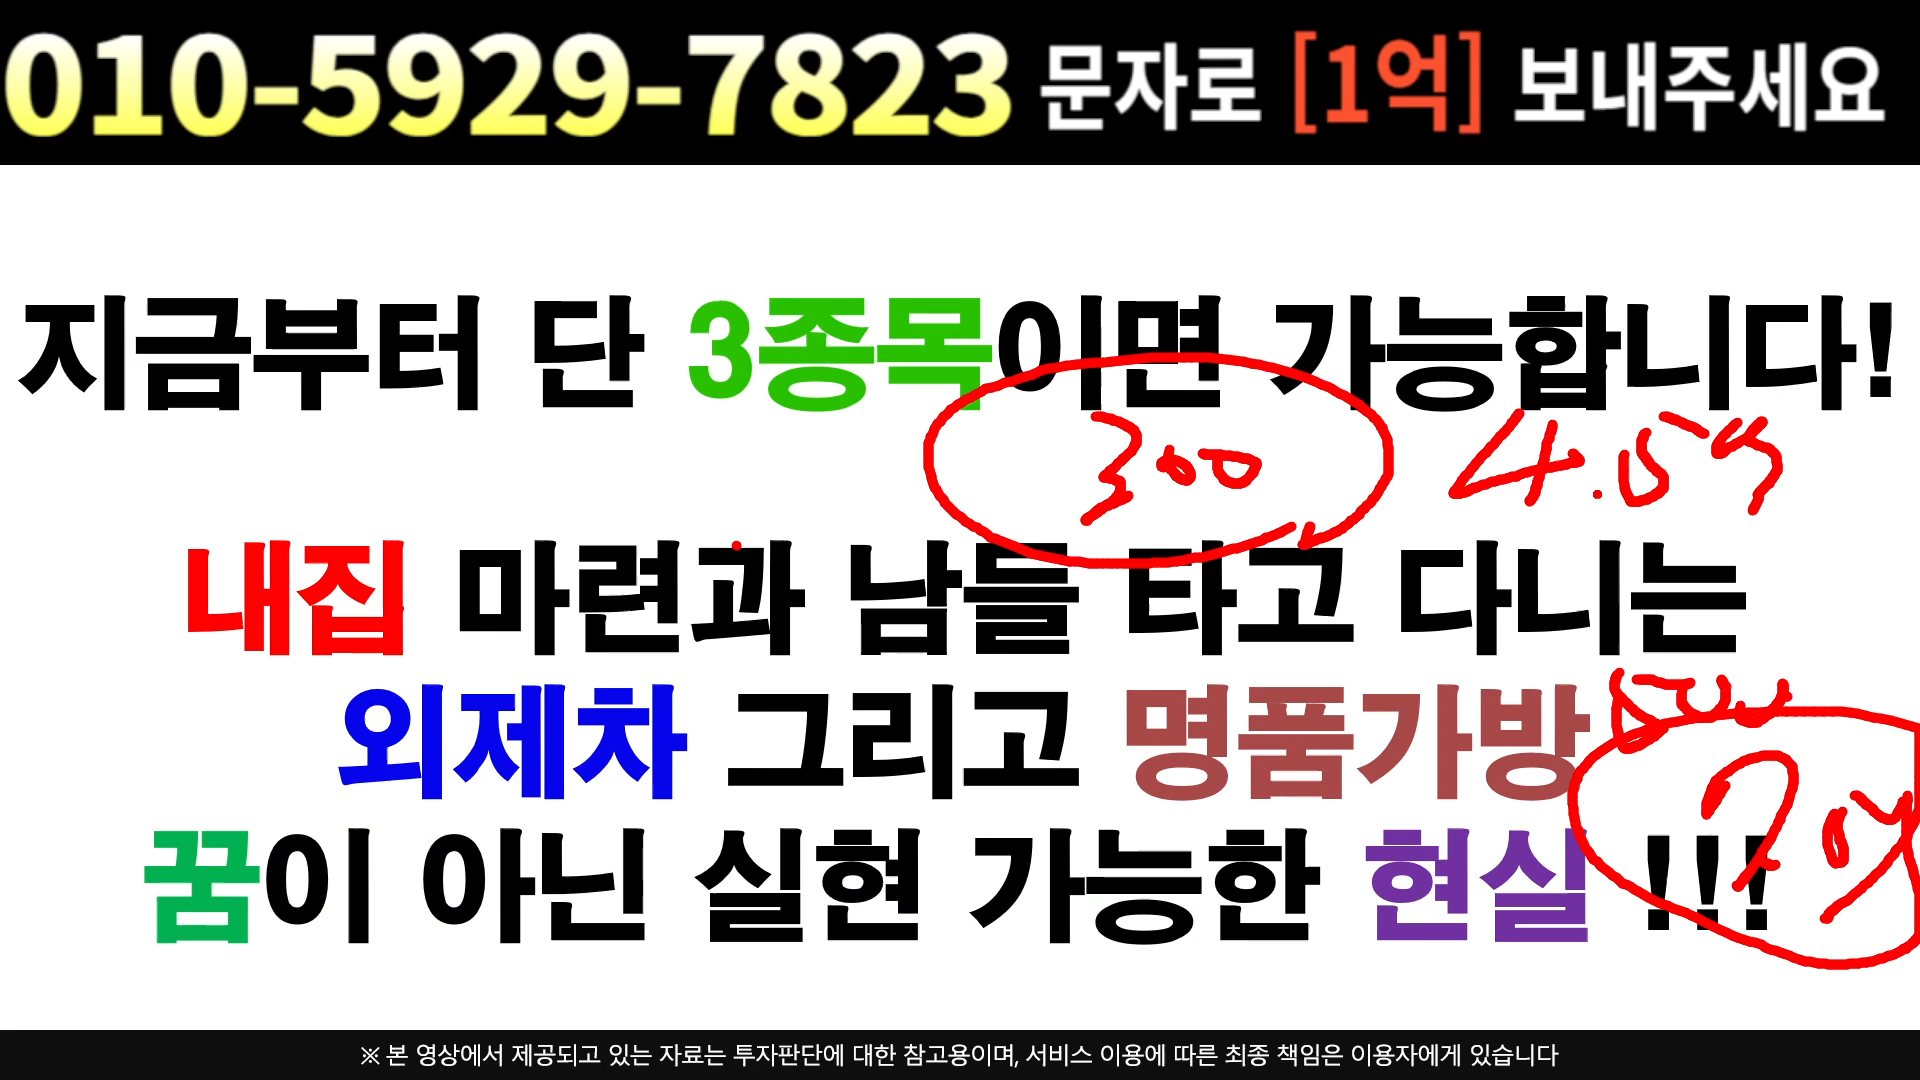 010-5929-7823 문자로 [1억] 보내주세요
지금부터 단 3종목이면 가능합니다!
300 4.5억
내집 마련과 남들 타고 다니는
500
외제차 그리고 명품가방
꿈이 아닌 실현 가능한 현실 !!!
※ 본 영상에서 제공되고 있는 자료는 투자판단에 대한 참고용이며, 서비스 이용에 따른 최종 책임은 이용자에게 있습니다